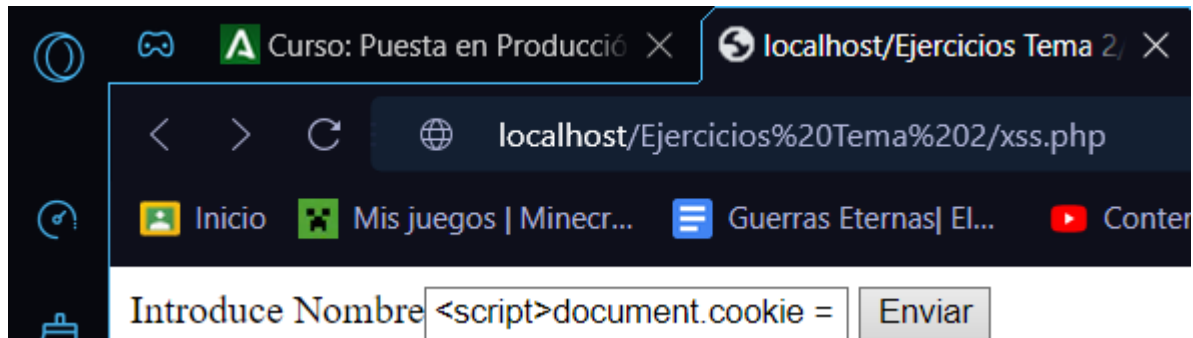 Curso: Puesta en Producció
localhost/Ejercicios Tema 2/
localhost/Ejercicios%20Tema%202/xss.php
Inicio
Mis juegos | Minecr...
Guerras Eternas| El...
Conter
Introduce Nombre <script>document.cookie = Enviar